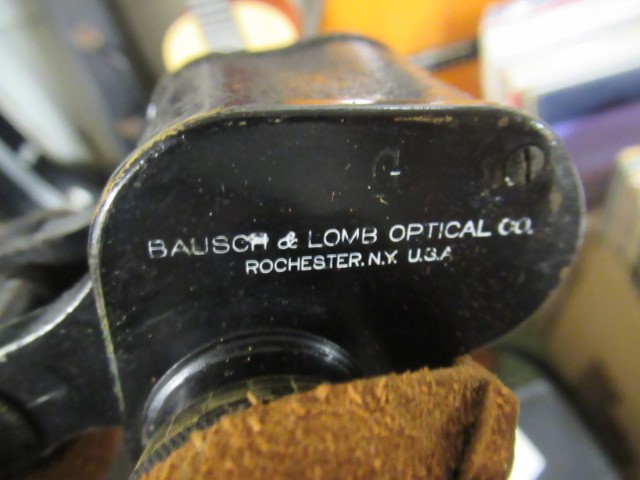 BAUSCH & LOMB OPTICAL CO.
ROCHESTER. N.Y. U.S.A